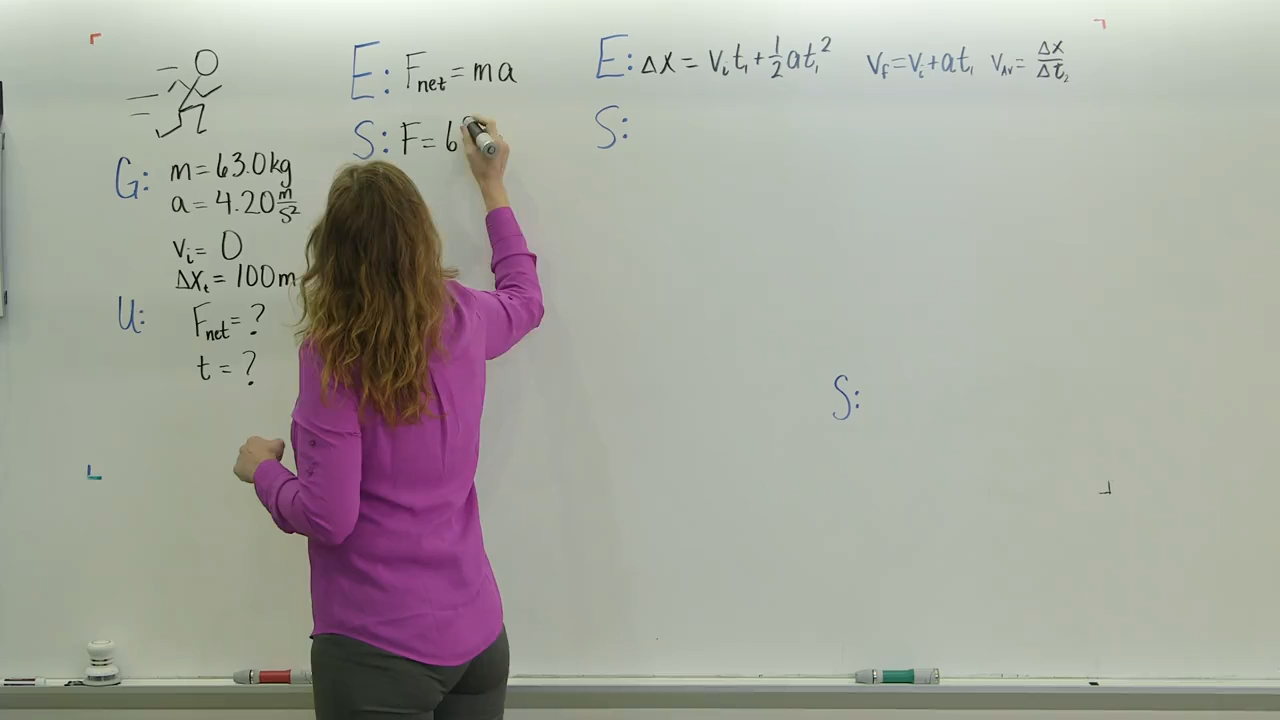 G: m = 63.0 kg
a = 4.20 m/s²
vᵢ = 0
Δxₜ = 100 m
U: Fnet = ?
t = ?
E: Fnet = ma
S: F = 6
E: Δx = vᵢt₁ + ½at₁² vf = vᵢ + at₁ vAV = Δx/Δt₂
S:
S: